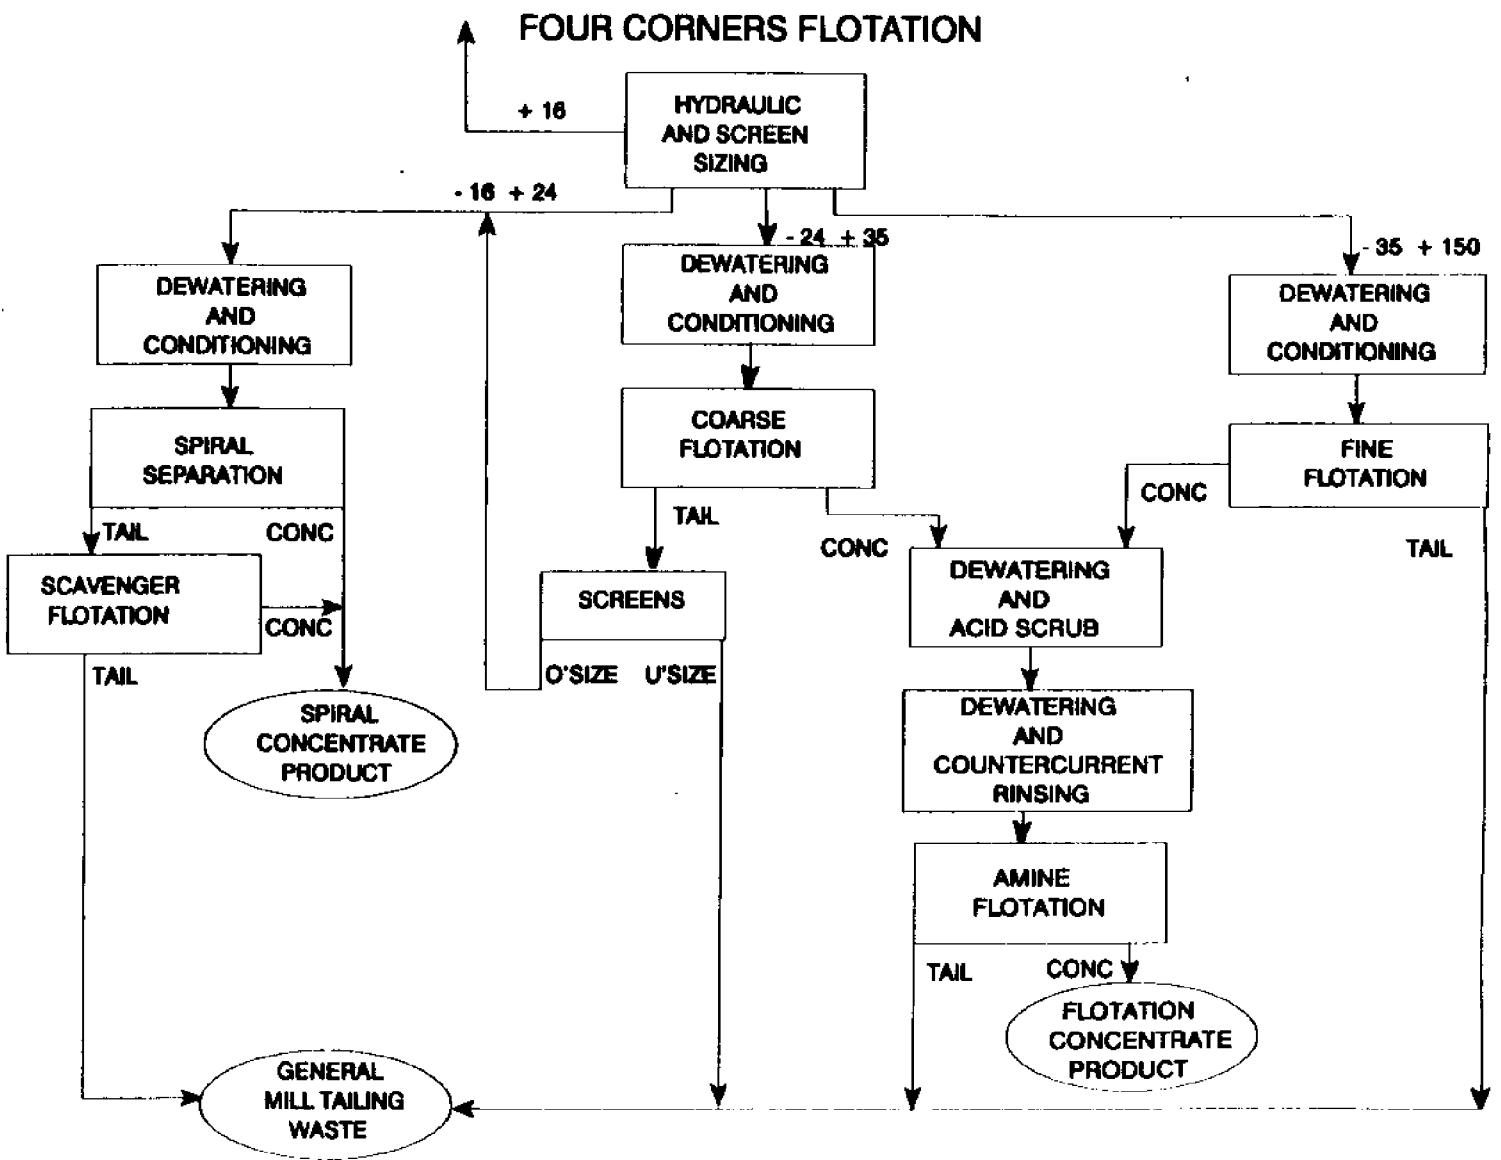 FOUR CORNERS FLOTATION
HYDRAULIC
AND SCREEN
SIZING
+ 16
- 16 + 24
- 24 + 35
- 35 + 150
DEWATERING
AND
CONDITIONING
DEWATERING
AND
CONDITIONING
DEWATERING
AND
CONDITIONING
SPIRAL
SEPARATION
COARSE
FLOTATION
FINE
FLOTATION
TAIL
CONC
TAIL
CONC
CONC
TAIL
SCAVENGER
FLOTATION
CONC
TAIL
SCREENS
O'SIZE
U'SIZE
DEWATERING
AND
ACID SCRUB
SPIRAL
CONCENTRATE
PRODUCT
DEWATERING
AND
COUNTERCURRENT
RINSING
AMINE
FLOTATION
TAIL
CONC
FLOTATION
CONCENTRATE
PRODUCT
GENERAL
MILL TAILING
WASTE